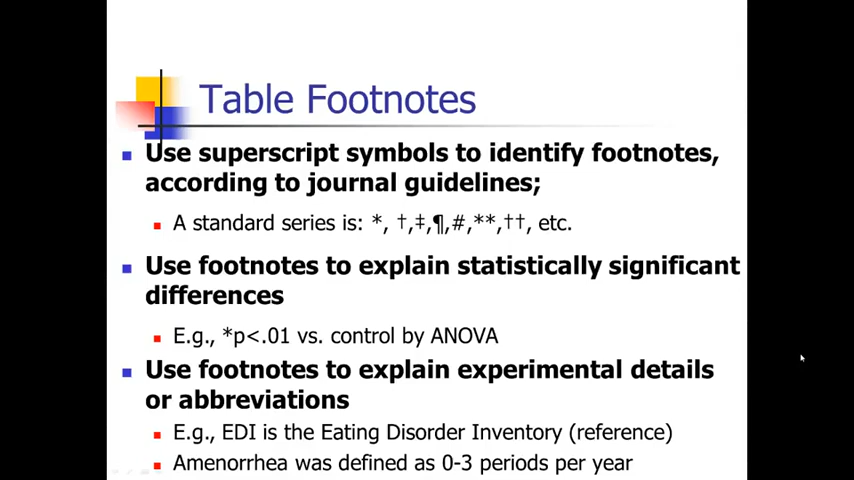 Table Footnotes
Use superscript symbols to identify footnotes,
according to journal guidelines;
A standard series is: *, †,‡,¶,#,**,††, etc.
Use footnotes to explain statistically significant
differences
E.g., *p<.01 vs. control by ANOVA
Use footnotes to explain experimental details
or abbreviations
E.g., EDI is the Eating Disorder Inventory (reference)
Amenorrhea was defined as 0-3 periods per year